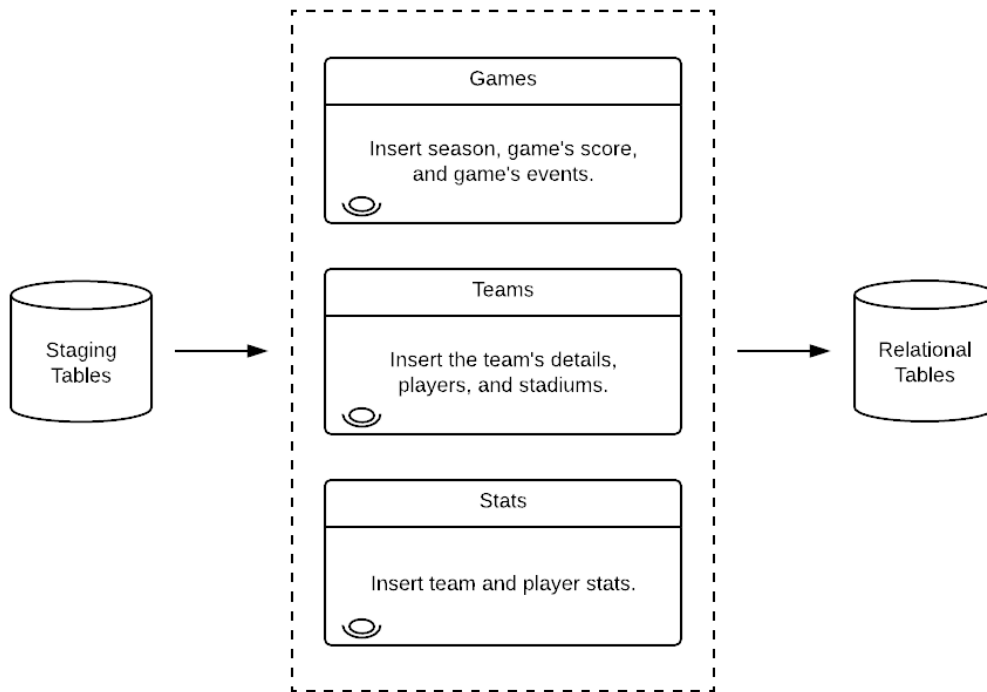 Games
Insert season, game's score,
and game's events.
Staging
Tables
Teams
Insert the team's details,
players, and stadiums.
Relational
Tables
Stats
Insert team and player stats.